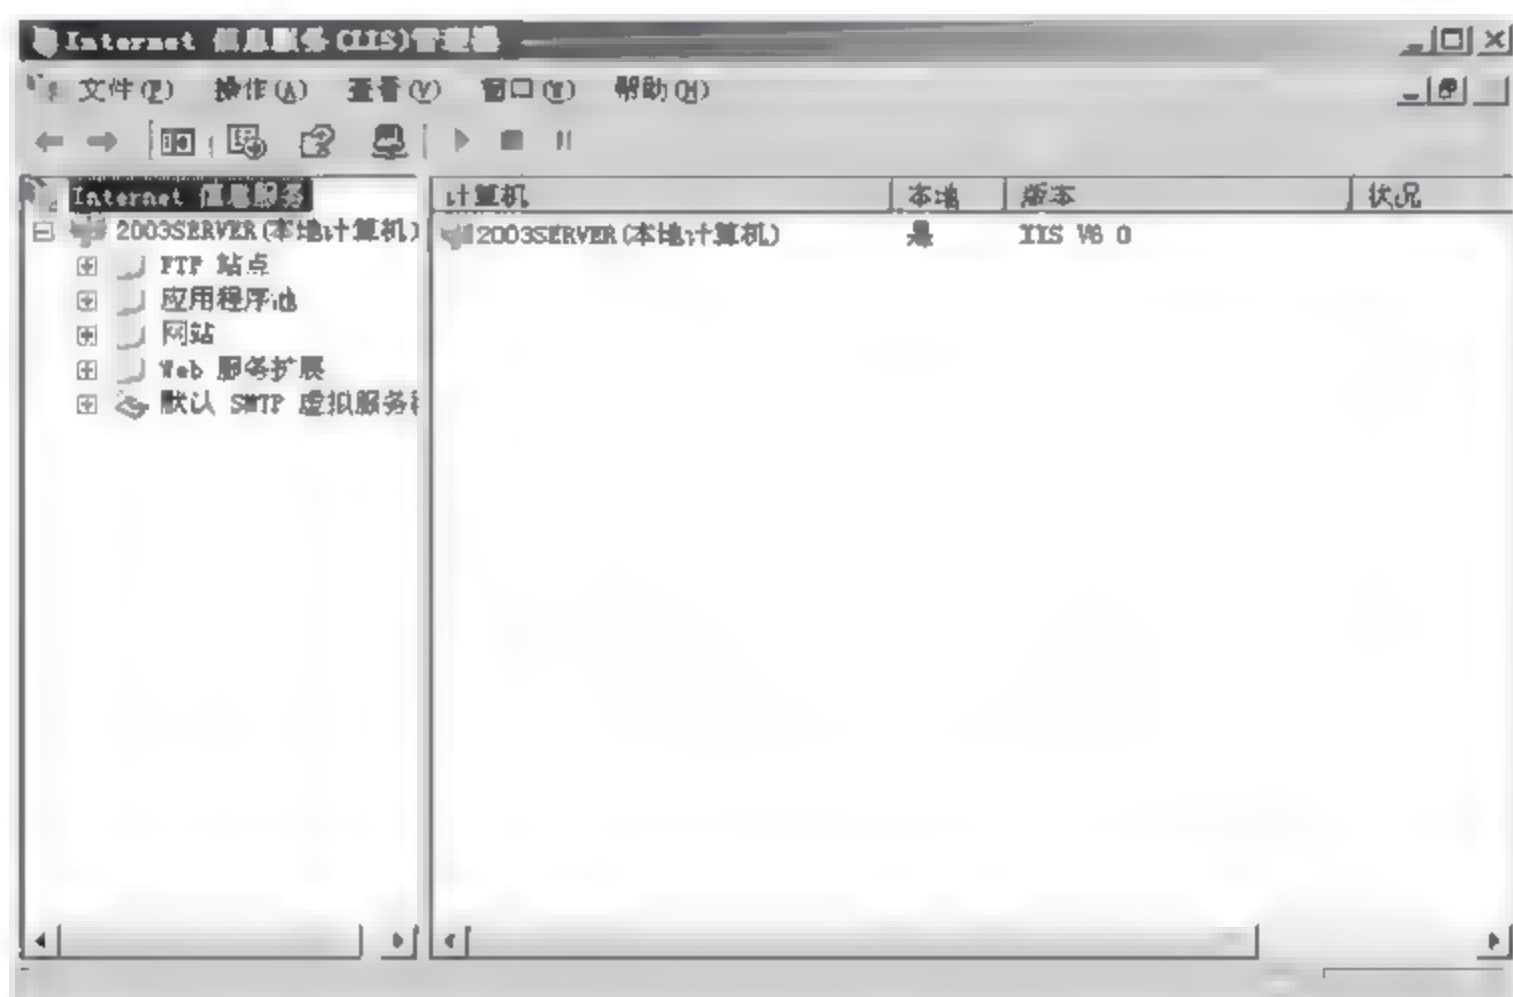 Internet 信息服务(IIS)管理器
文件(F) 操作(A) 查看(V) 窗口(W) 帮助(H)
Internet 信息服务
2003SERVER(本地计算机)
FTP 站点
应用程序池
网站
Web 服务扩展
默认 SMTP 虚拟服务
计算机 本地 版本 状况
2003SERVER(本地计算机) 是 IIS V6 0